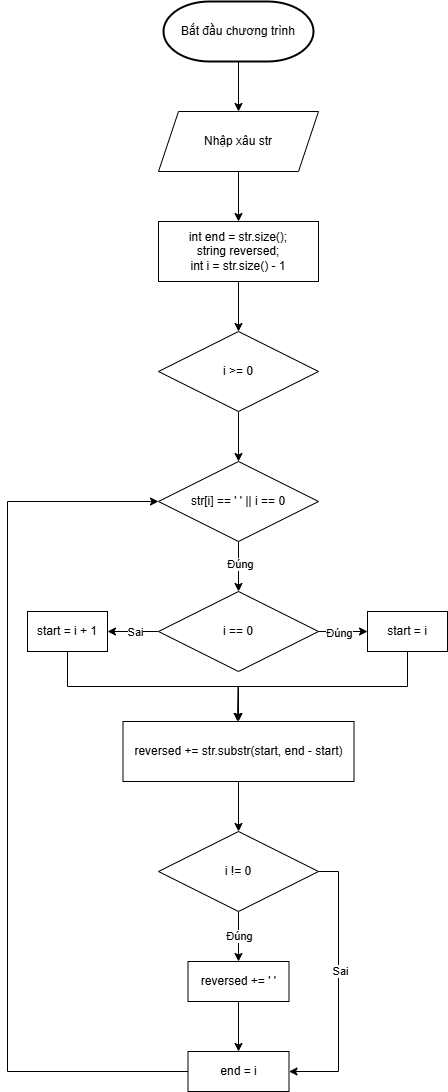 Bắt đầu chương trình
Nhập xâu str
int end = str.size();
string reversed;
int i = str.size() - 1
i >= 0
str[i] == ' ' || i == 0
Đúng
start = i + 1
Sai
i == 0
Đúng
start = i
reversed += str.substr(start, end - start)
i != 0
Đúng
Sai
reversed += ' '
end = i